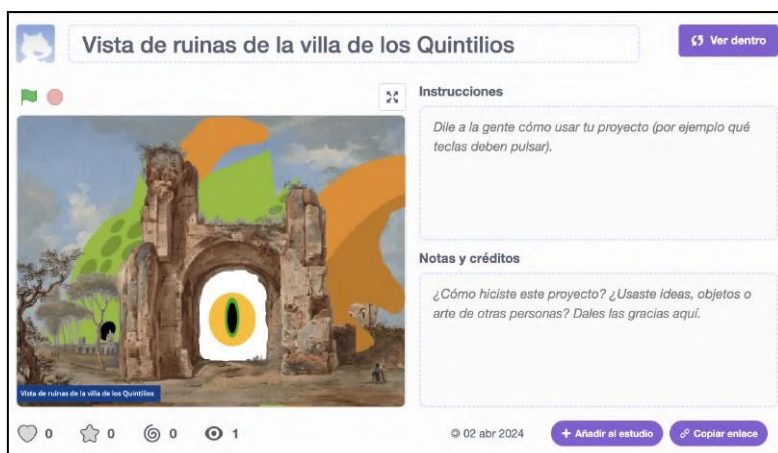 Vista de ruinas de la villa de los Quintilios
Ver dentro
Instrucciones
Dile a la gente cómo usar tu proyecto (por ejemplo qué
teclas deben pulsar).
Notas y créditos
¿Cómo hiciste este proyecto? ¿Usaste ideas, objetos o
arte de otras personas? Dales las gracias aquí.
Vista de ruinas de la villa de los Quintilios
0
0
0
1
© 02 abr 2024
+ Añadir al estudio
Copiar enlace